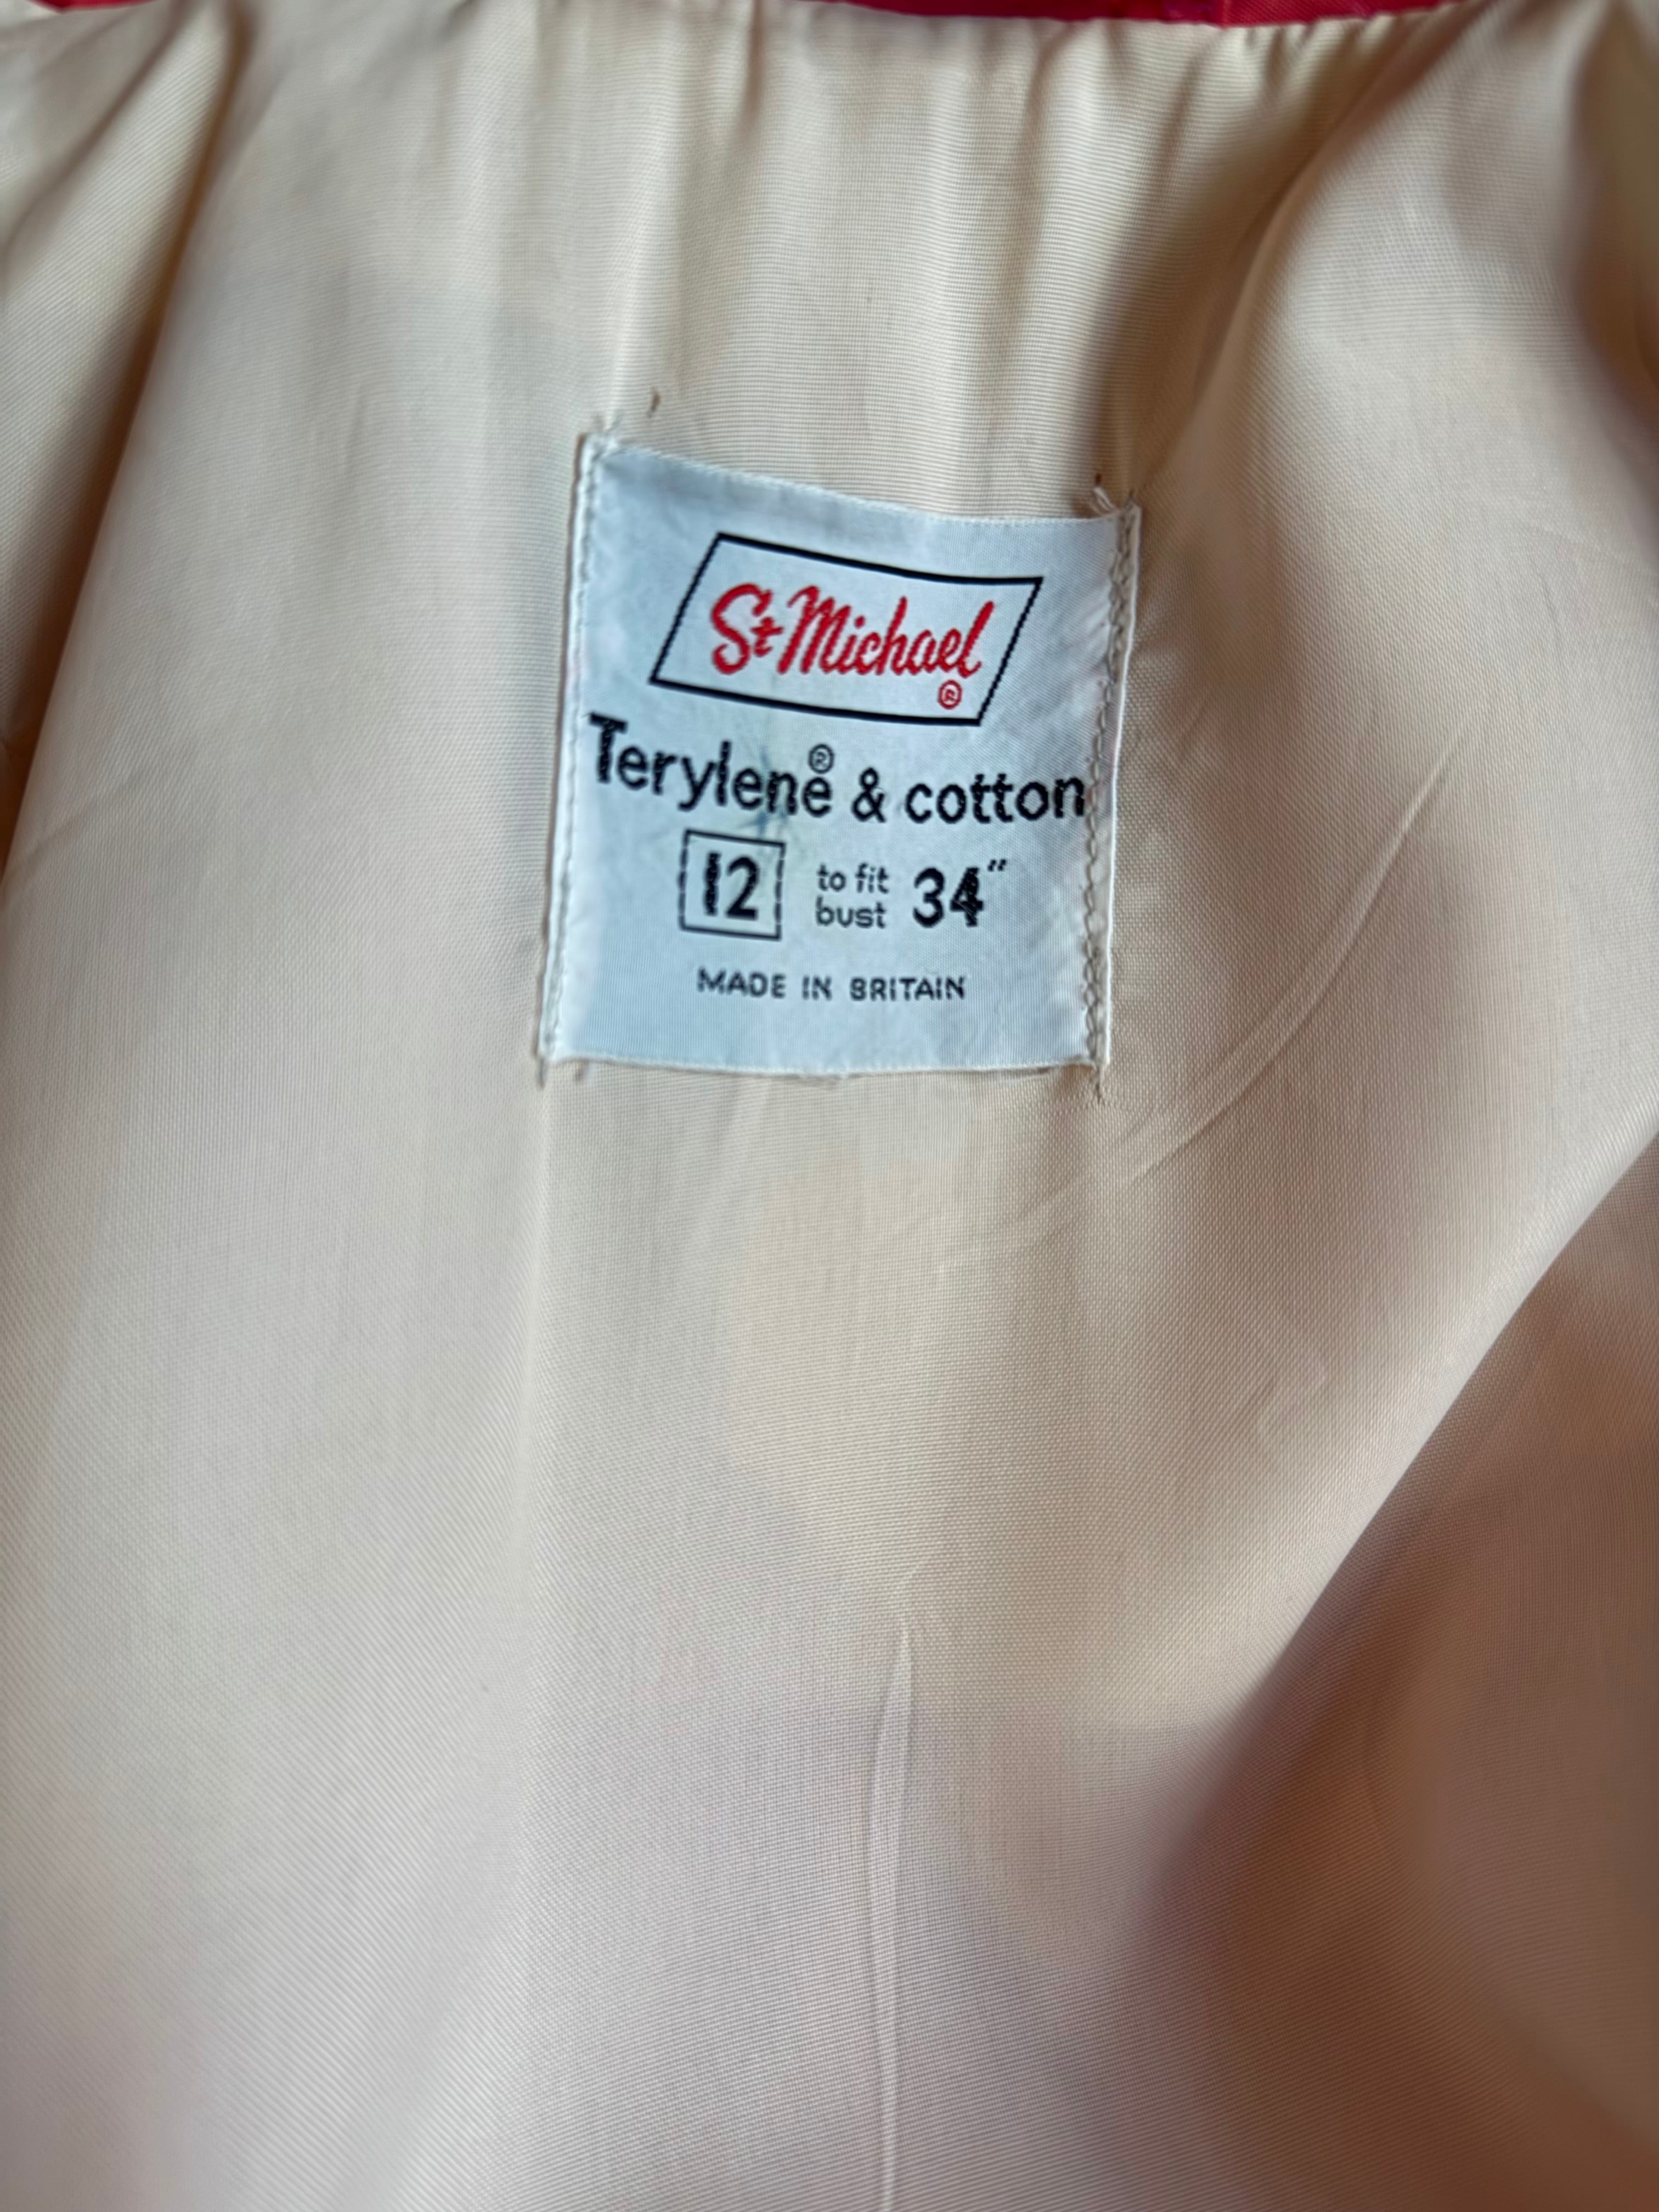 St Michael
®
Terylene® & cotton
12 to fit bust 34"
MADE IN BRITAIN